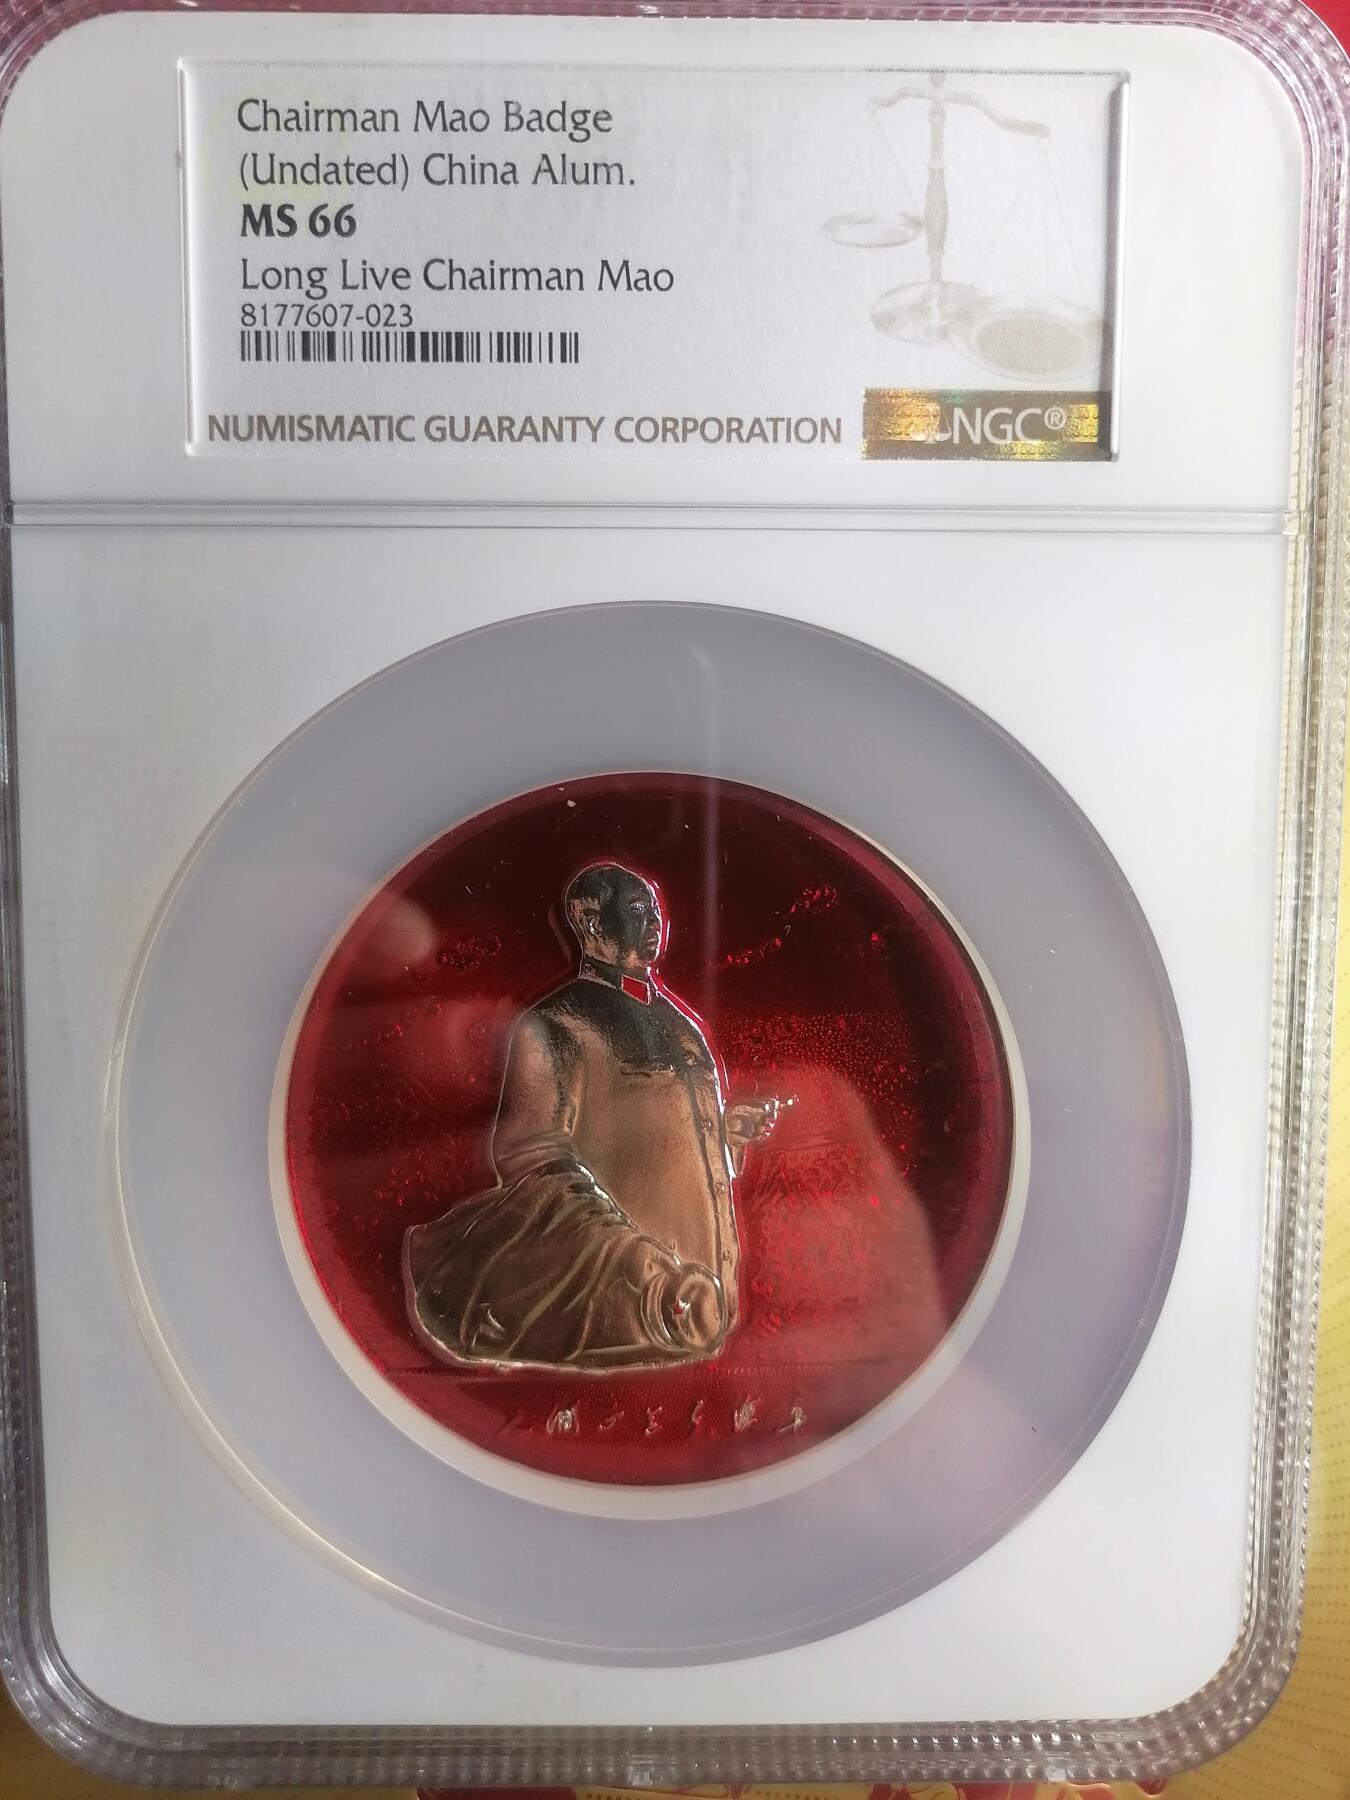 Chairman Mao Badge
(Undated) China Alum.
MS 66
Long Live Chairman Mao
8177607-023
NUMISMATIC GUARANTY CORPORATION
NGC®